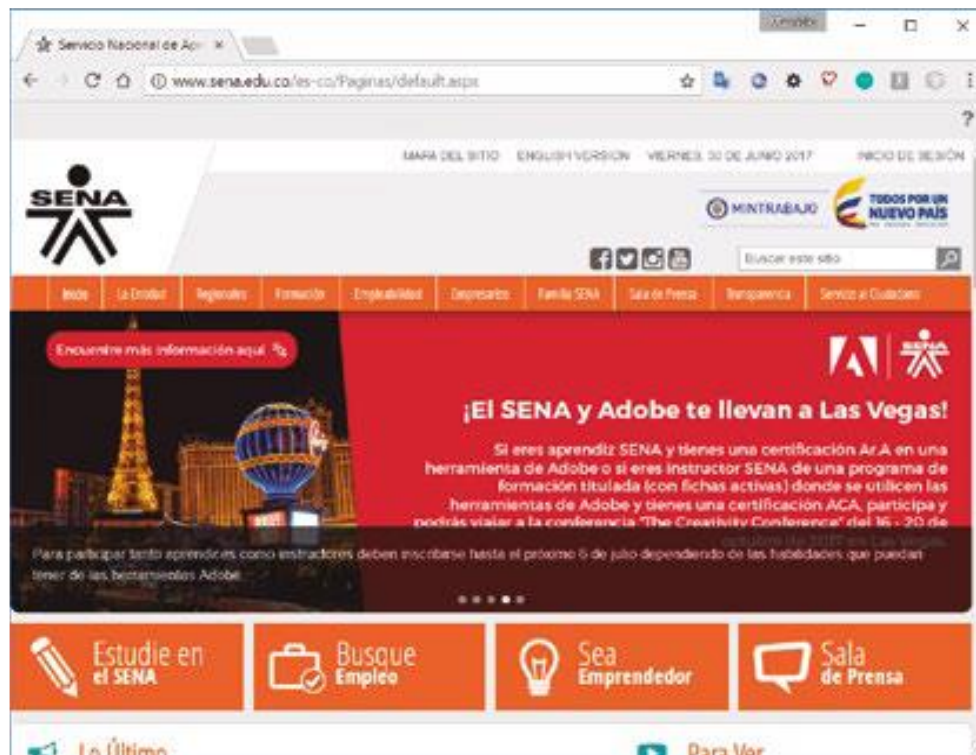 Servicio Nacional de Apr
www.sena.edu.co/es-co/Paginas/default.aspx
?
MAPA DEL SITIO ENGLISH VERSION VIERNES, 30 DE JUNIO 2017 INICIO DE SESIÓN
SENA
MINTRABAJO
TODOS POR UN
NUEVO PAÍS
Buscar este sitio
Inicio La Entidad Regionales Formación Empleabilidad Empresarios Familia SENA Sala de Prensa Transparencia Servicio al Ciudadano
Encuentre más información aquí
SENA
¡El SENA y Adobe te llevan a Las Vegas!
Si eres aprendiz SENA y tienes una certificación Ar.A en una
herramienta de Adobe o si eres instructor SENA de una programa de
formación titulada (con fichas activas) donde se utilicen las
herramientas de Adobe y tienes una certificación ACA, participa y
podrás viajar a la conferencia "The Creativity Conference" del 16 - 20 de
octubre de 2017 en Las Vegas.
Para participar tanto aprendices como instructores deben inscribirse hasta el próximo 6 de julio dependiendo de las habilidades que puedan
tener de las herramientas Adobe
Estudie en
el SENA
Busque
Empleo
Sea
Emprendedor
Sala
de Prensa
Lo Último
Para Ver